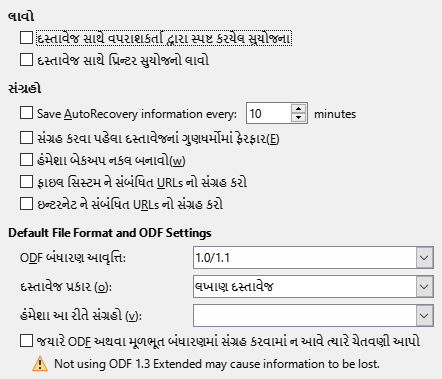 લાવો
દસ્તાવેજ સાથે વપરાશકર્તા દ્વારા સ્પષ્ટ કરયેલ સુયોજના
દસ્તાવેજ સાથે પ્રિન્ટર સુયોજનો લાવો
સંગ્રહો
Save AutoRecovery information every: 10 minutes
સંગ્રહ કરવા પહેલા દસ્તાવેજનાં ગુણધર્મોમાં ફેરફાર(E)
હંમેશા બેકઅપ નકલ બનાવો(w)
ફાઇલ સિસ્ટમ ને સંબંધિત URLs નો સંગ્રહ કરો
ઇન્ટરનેટ ને સંબંધિત URLs નો સંગ્રહ કરો
Default File Format and ODF Settings
ODF બંધારણ આવૃત્તિ: 1.0/1.1
દસ્તાવેજ પ્રકાર (o): લખાણ દસ્તાવેજ
હંમેશા આ રીતે સંગ્રહો (v):
જ્યારે ODF અથવા મૂળભૂત બંધારણમાં સંગ્રહ કરવામાં ન આવે ત્યારે ચેતવણી આપો
Not using ODF 1.3 Extended may cause information to be lost.